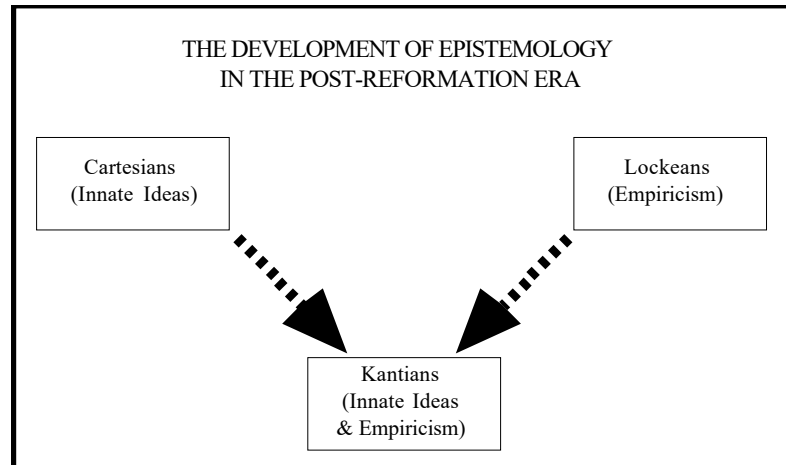 THE DEVELOPMENT OF EPISTEMOLOGY
IN THE POST-REFORMATION ERA
Cartesians
(Innate Ideas)
Lockeans
(Empiricism)
Kantians
(Innate Ideas
& Empiricism)